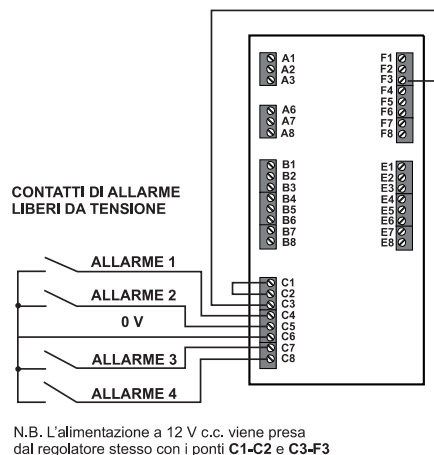 A1
A2
A3
A6
A7
A8
B1
B2
B3
B4
B5
B6
B7
B8
C1
C2
C3
C4
C5
C6
C7
C8
F1
F2
F3
F4
F5
F6
F7
F8
E1
E2
E3
E4
E5
E6
E7
E8
CONTATTI DI ALLARME
LIBERI DA TENSIONE
ALLARME 1
ALLARME 2
0 V
ALLARME 3
ALLARME 4
N.B. L'alimentazione a 12 V c.c. viene presa
dal regolatore stesso con i ponti C1-C2 e C3-F3